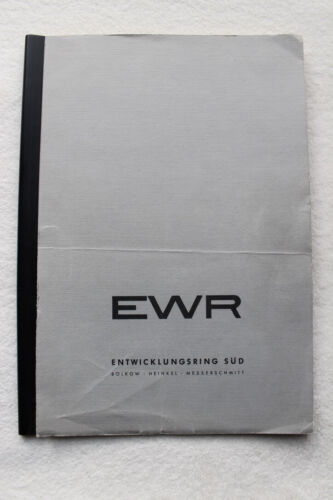 EWR
ENTWICKLUNGSRING SÜD
BÖLKOW · HEINKEL · MESSERSCHMITT